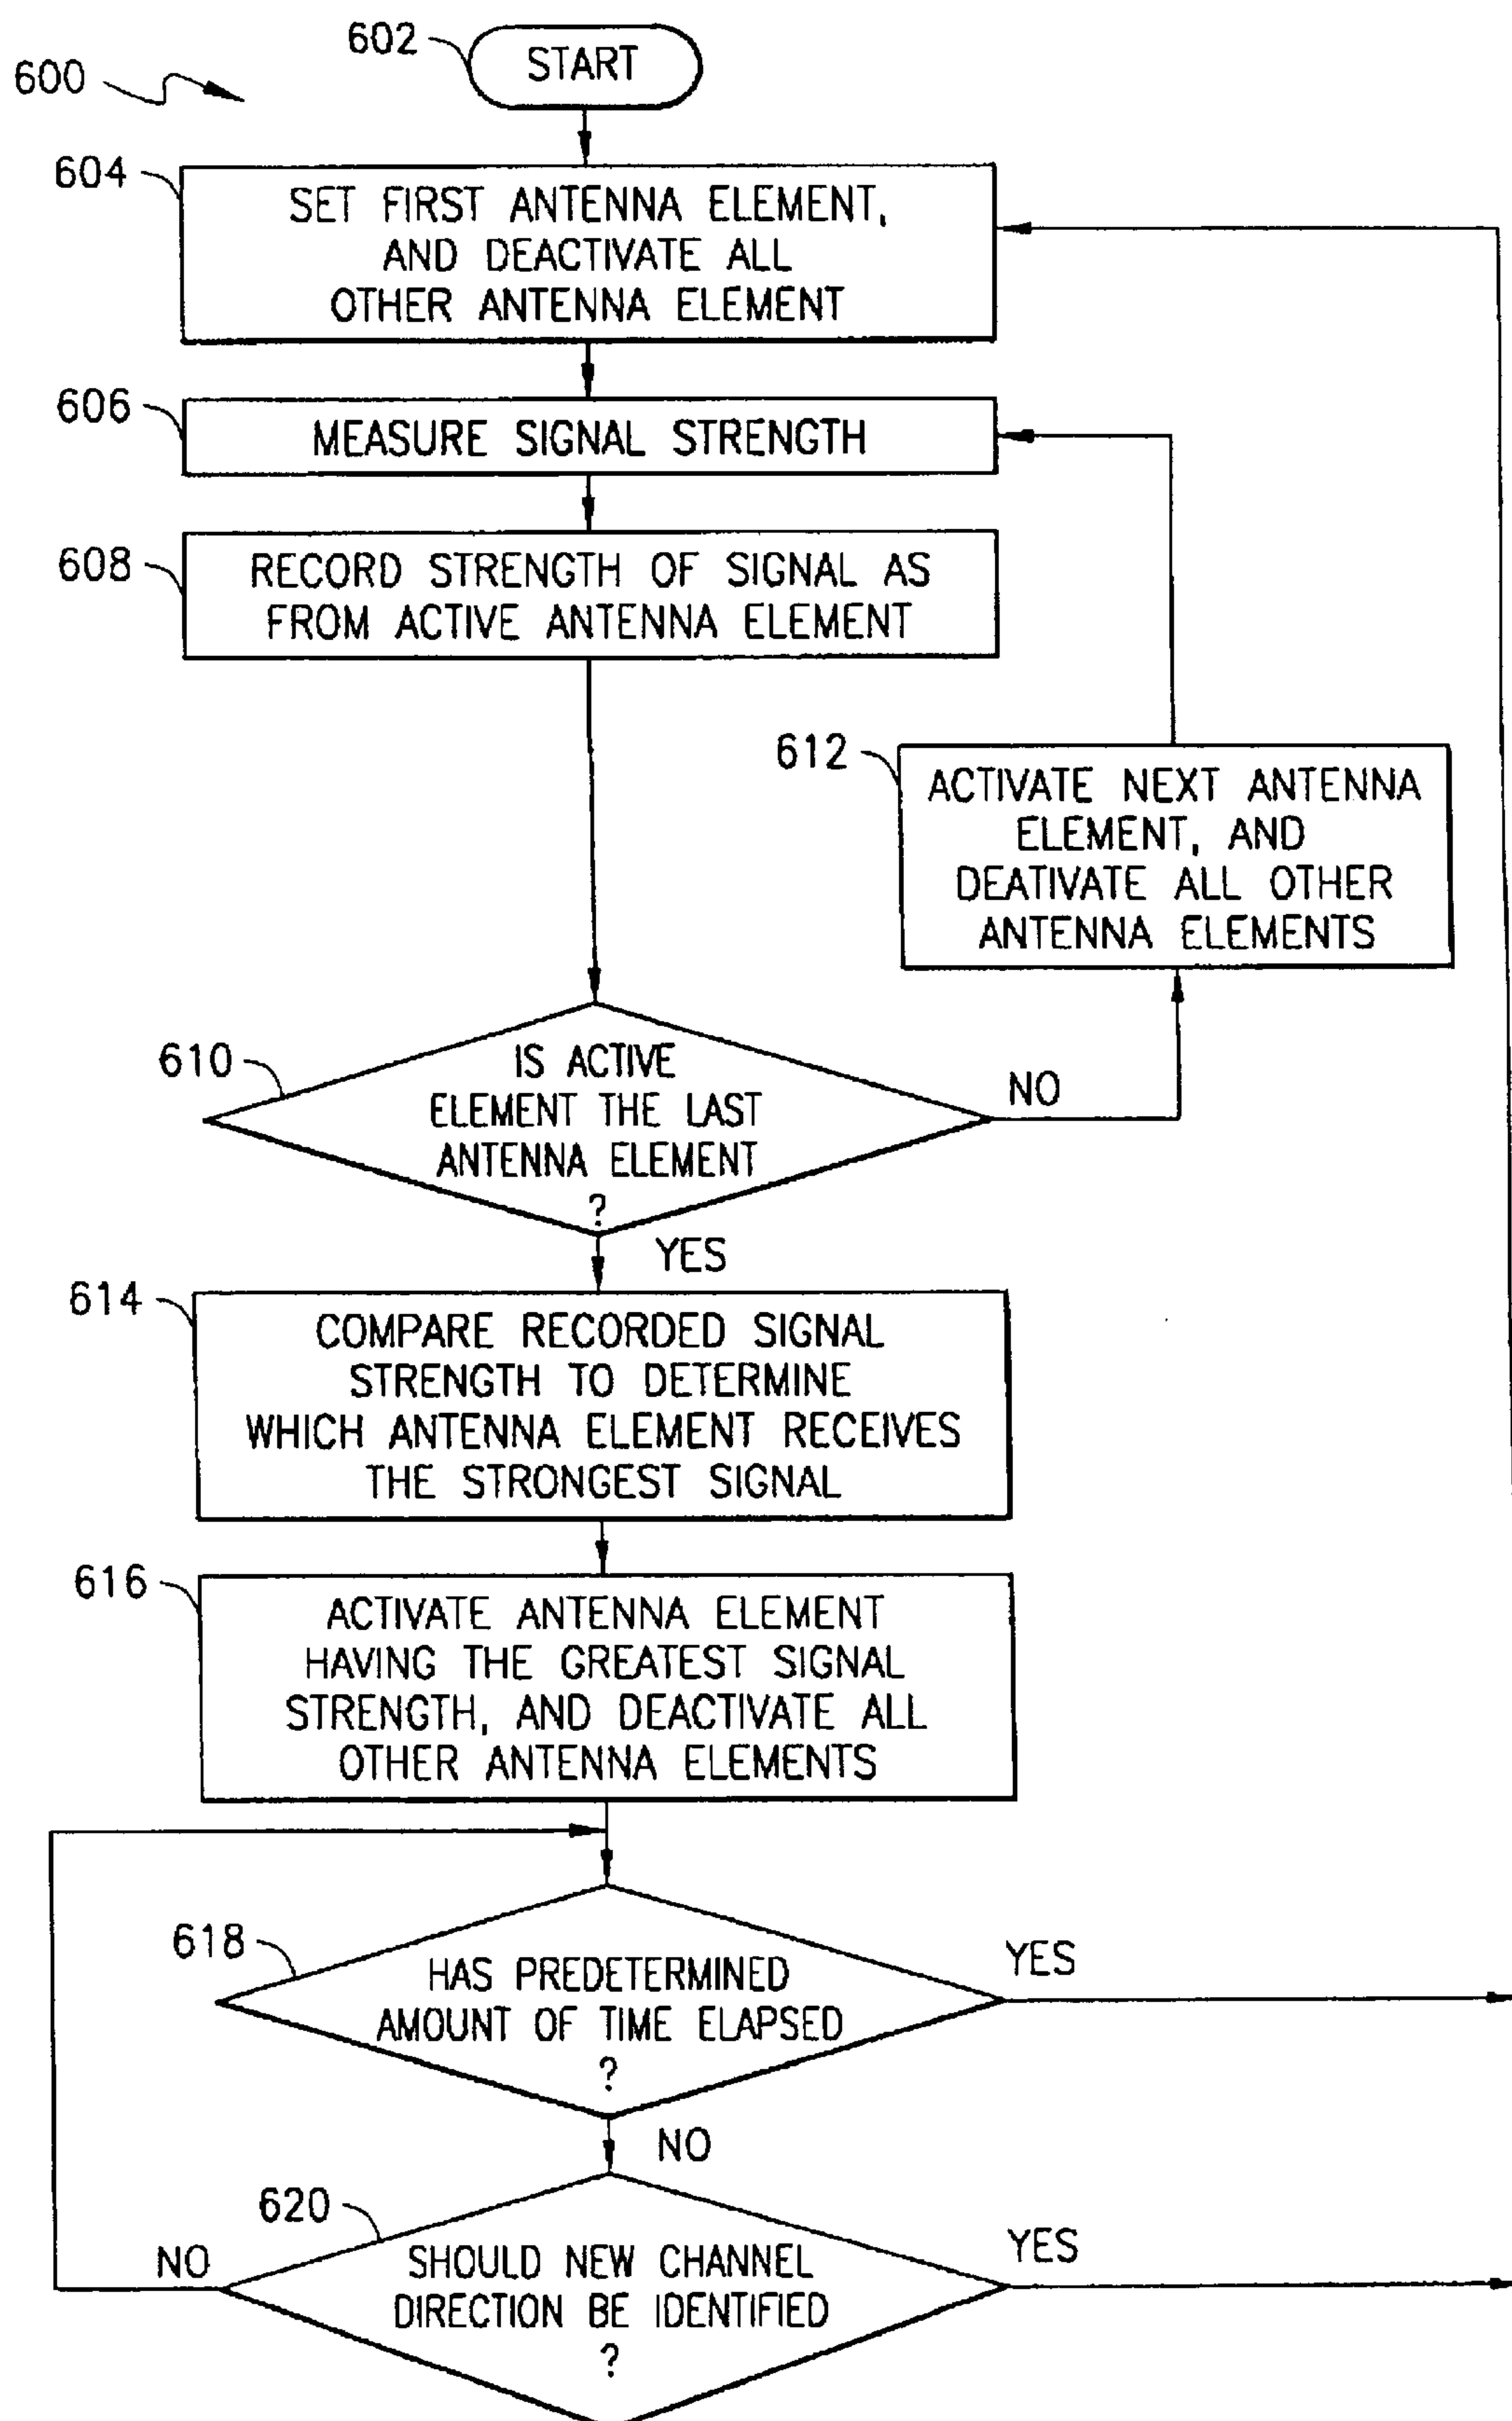 602
START
600
604
SET FIRST ANTENNA ELEMENT,
AND DEACTIVATE ALL
OTHER ANTENNA ELEMENT
606
MEASURE SIGNAL STRENGTH
608
RECORD STRENGTH OF SIGNAL AS
FROM ACTIVE ANTENNA ELEMENT
612
ACTIVATE NEXT ANTENNA
ELEMENT, AND
DEATIVATE ALL OTHER
ANTENNA ELEMENTS
610
IS ACTIVE
ELEMENT THE LAST
ANTENNA ELEMENT
?
NO
YES
614
COMPARE RECORDED SIGNAL
STRENGTH TO DETERMINE
WHICH ANTENNA ELEMENT RECEIVES
THE STRONGEST SIGNAL
616
ACTIVATE ANTENNA ELEMENT
HAVING THE GREATEST SIGNAL
STRENGTH, AND DEACTIVATE ALL
OTHER ANTENNA ELEMENTS
618
HAS PREDETERMINED
AMOUNT OF TIME ELAPSED
?
YES
NO
620
SHOULD NEW CHANNEL
DIRECTION BE IDENTIFIED
?
NO
YES